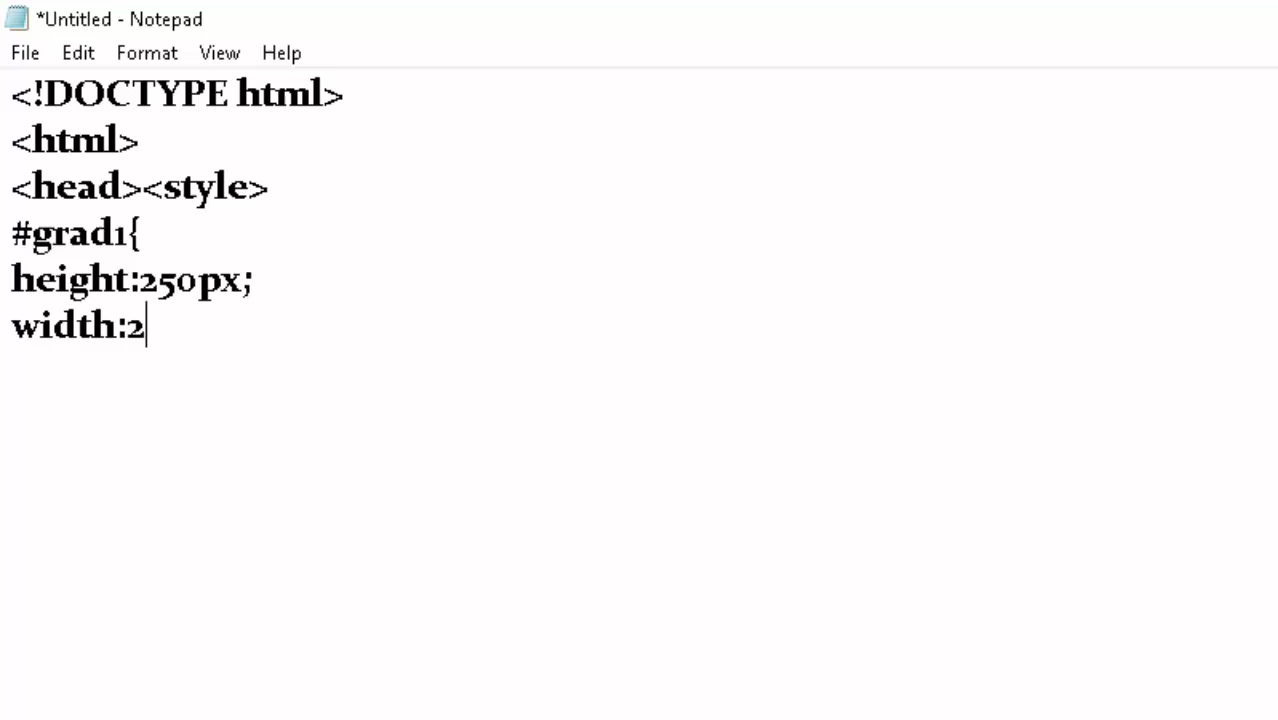 *Untitled - Notepad
File Edit Format View Help
<!DOCTYPE html>
<html>
<head><style>
#grad1{
height:250px;
width:2